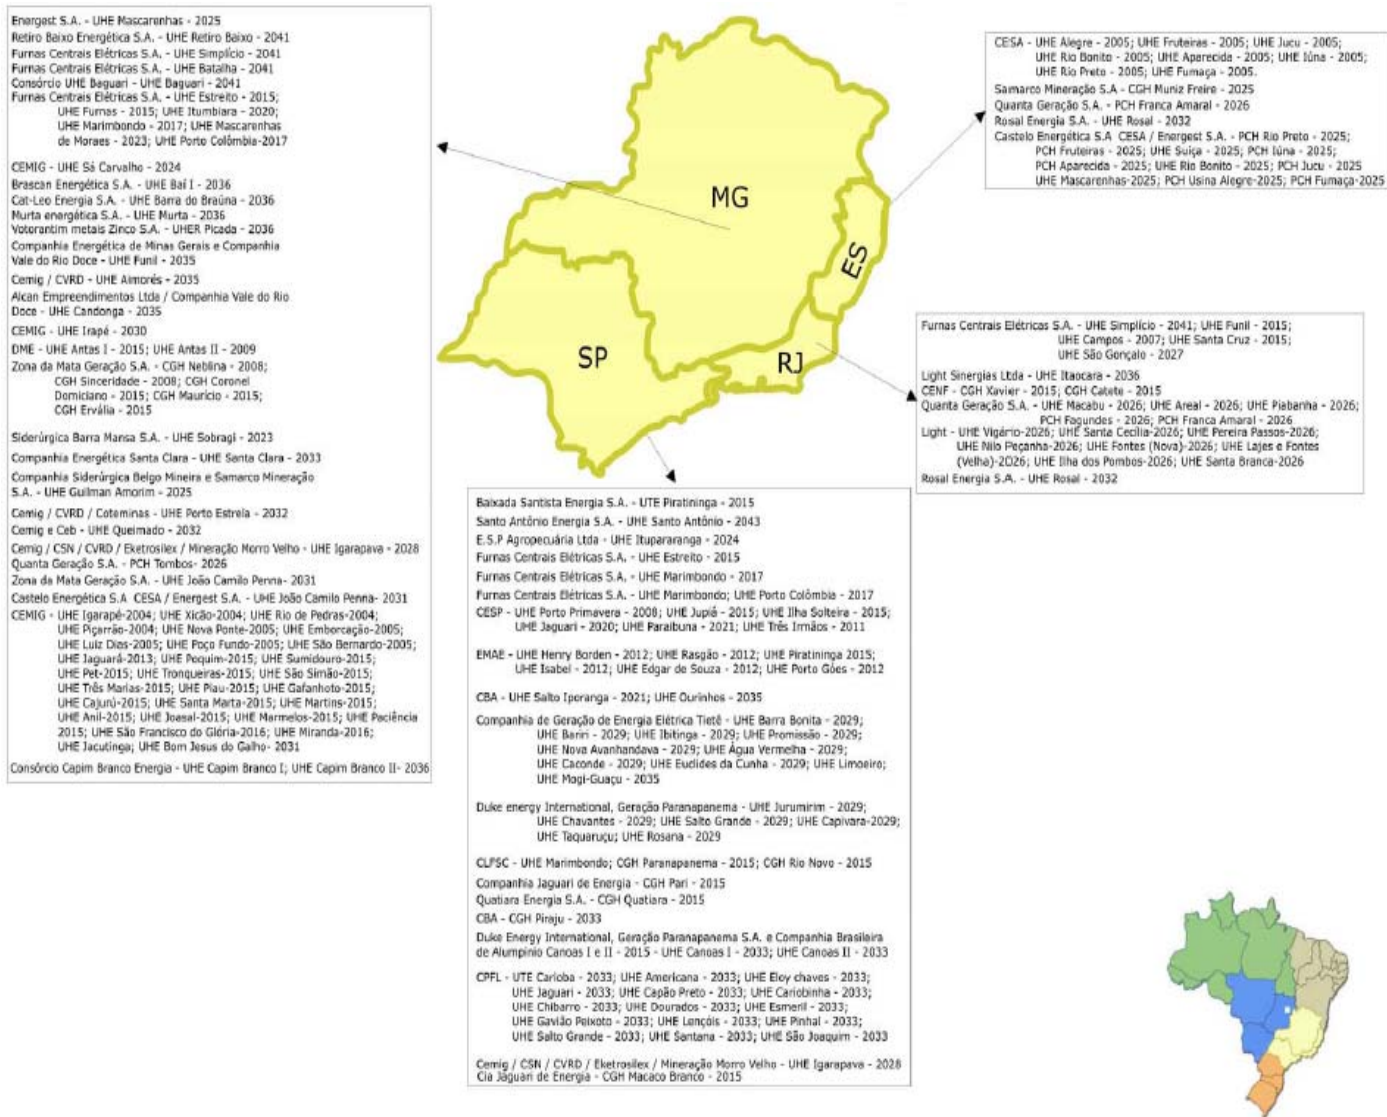 Energest S.A. - UHE Mascarenhas - 2025
Retiro Baixo Energética S.A. - UHE Retiro Baixo - 2041
Furnas Centrais Elétricas S.A. - UHE Simplício - 2041
Furnas Centrais Elétricas S.A. - UHE Batalha - 2041
Consórcio UHE Baguari - UHE Baguari - 2041
Furnas Centrais Elétricas S.A. - UHE Estreito - 2015;
UHE Furnas - 2015; UHE Itumbiara - 2020;
UHE Marimbondo - 2017; UHE Mascarenhas
de Moraes - 2023; UHE Porto Colômbia-2017
CEMIG - UHE Sá Carvalho - 2024
Brascan Energética S.A. - UHE Baí I - 2036
Cat-Leo Energia S.A. - UHE Barra do Braúna - 2036
Murta energética S.A. - UHE Murta - 2036
Votorantim metais Zinco S.A. - UHER Picada - 2036
Companhia Energética de Minas Gerais e Companhia
Vale do Rio Doce - UHE Funil - 2035
Cemig / CVRD - UHE Aimorés - 2035
Alcan Empreendimentos Ltda / Companhia Vale do Rio
Doce - UHE Candonga - 2035
CEMIG - UHE Irapé - 2030
DME - UHE Antas I - 2015; UHE Antas II - 2009
Zona da Mata Geração S.A. - CGH Neblina - 2008;
CGH Sinceridade - 2008; CGH Coronel
Domiciano - 2015; CGH Maurício - 2015;
CGH Ervália - 2015
Siderúrgica Barra Mansa S.A. - UHE Sobragi - 2023
Companhia Energética Santa Clara - UHE Santa Clara - 2033
Companhia Siderúrgica Belgo Mineira e Samarco Mineração
S.A. - UHE Guilman Amorim - 2025
Cemig / CVRD / Coteminas - UHE Porto Estrela - 2032
Cemig e Ceb - UHE Queimado - 2032
Cemig / CSN / CVRD / Eketrosilex / Mineração Morro Velho - UHE Igarapava - 2028
Quanta Geração S.A. - PCH Tombos- 2026
Zona da Mata Geração S.A. - UHE João Camilo Penna- 2031
Castelo Energética S.A CESA / Energest S.A. - UHE João Camilo Penna- 2031
CEMIG - UHE Igarapé-2004; UHE Xicão-2004; UHE Rio de Pedras-2004;
UHE Piçarrão-2004; UHE Nova Ponte-2005; UHE Emborcação-2005;
UHE Luiz Dias-2005; UHE Poço Fundo-2005; UHE São Bernardo-2005;
UHE Jaguará-2013; UHE Poquim-2015; UHE Sumidouro-2015;
UHE Pet-2015; UHE Tronqueiras-2015; UHE São Simão-2015;
UHE Três Marias-2015; UHE Piau-2015; UHE Gafanhoto-2015;
UHE Cajurú-2015; UHE Santa Marta-2015; UHE Martins-2015;
UHE Anil-2015; UHE Joasal-2015; UHE Marmelos-2015; UHE Paciência
2015; UHE São Francisco do Glória-2016; UHE Miranda-2016;
UHE Jacutinga; UHE Bom Jesus do Galho- 2031
Consórcio Capim Branco Energia - UHE Capim Branco I; UHE Capim Branco II- 2036
MG
ES
SP
RJ
CESA - UHE Alegre - 2005; UHE Fruteiras - 2005; UHE Jucu - 2005;
UHE Rio Bonito - 2005; UHE Aparecida - 2005; UHE Iúna - 2005;
UHE Rio Preto - 2005; UHE Fumaça - 2005.
Samarco Mineração S.A - CGH Muniz Freire - 2025
Quanta Geração S.A. - PCH Franca Amaral - 2026
Rosal Energia S.A. - UHE Rosal - 2032
Castelo Energética S.A CESA / Energest S.A. - PCH Rio Preto - 2025;
PCH Fruteiras - 2025; UHE Suíça - 2025; PCH Iúna - 2025;
PCH Aparecida - 2025; UHE Rio Bonito - 2025; PCH Jucu - 2025
UHE Mascarenhas-2025; PCH Usina Alegre-2025; PCH Fumaça-2025
Furnas Centrais Elétricas S.A. - UHE Simplício - 2041; UHE Funil - 2015;
UHE Campos - 2007; UHE Santa Cruz - 2015;
UHE São Gonçalo - 2027
Light Sinergias Ltda - UHE Itaocara - 2036
CENF - CGH Xavier - 2015; CGH Catete - 2015
Quanta Geração S.A. - UHE Macabu - 2026; UHE Areal - 2026; UHE Piabanha - 2026;
PCH Fagundes - 2026; PCH Franca Amaral - 2026
Light - UHE Vigário-2026; UHE Santa Cecília-2026; UHE Pereira Passos-2026;
UHE Nilo Peçanha-2026; UHE Fontes (Nova)-2026; UHE Lajes e Fontes
(Velha)-2026; UHE Ilha dos Pombos-2026; UHE Santa Branca-2026
Rosal Energia S.A. - UHE Rosal - 2032
Baixada Santista Energia S.A. - UTE Piratininga - 2015
Santo Antônio Energia S.A. - UHE Santo Antônio - 2043
E.S.P Agropecuária Ltda - UHE Itupararanga - 2024
Furnas Centrais Elétricas S.A. - UHE Estreito - 2015
Furnas Centrais Elétricas S.A. - UHE Marimbondo - 2017
Furnas Centrais Elétricas S.A. - UHE Marimbondo; UHE Porto Colômbia - 2017
CESP - UHE Porto Primavera - 2008; UHE Jupiá - 2015; UHE Ilha Solteira - 2015;
UHE Jaguari - 2020; UHE Paraibuna - 2021; UHE Três Irmãos - 2011
EMAE - UHE Henry Borden - 2012; UHE Rasgão - 2012; UHE Piratininga 2015;
UHE Isabel - 2012; UHE Edgar de Souza - 2012; UHE Porto Góes - 2012
CBA - UHE Salto Iporanga - 2021; UHE Ourinhos - 2035
Companhia de Geração de Energia Elétrica Tietê - UHE Barra Bonita - 2029;
UHE Bariri - 2029; UHE Ibitinga - 2029; UHE Promissão - 2029;
UHE Nova Avanhandava - 2029; UHE Água Vermelha - 2029;
UHE Caconde - 2029; UHE Euclides da Cunha - 2029; UHE Limoeiro;
UHE Mogi-Guaçu - 2035
Duke energy International, Geração Paranapanema - UHE Jurumirim - 2029;
UHE Chavantes - 2029; UHE Salto Grande - 2029; UHE Capivara-2029;
UHE Taquaruçu; UHE Rosana - 2029
CLFSC - UHE Marimbondo; CGH Paranapanema - 2015; CGH Rio Novo - 2015
Companhia Jaguari de Energia - CGH Pari - 2015
Quatiara Energia S.A. - CGH Quatiara - 2015
CBA - CGH Piraju - 2033
Duke Energy International, Geração Paranapanema S.A. e Companhia Brasileira
de Alumpinio Canoas I e II - 2015 - UHE Canoas I - 2033; UHE Canoas II - 2033
CPFL - UTE Carioba - 2033; UHE Americana - 2033; UHE Eloy chaves - 2033;
UHE Jaguari - 2033; UHE Capão Preto - 2033; UHE Cariobinha - 2033;
UHE Chibarro - 2033; UHE Dourados - 2033; UHE Esmeril - 2033;
UHE Gavião Peixoto - 2033; UHE Lençóis - 2033; UHE Pinhal - 2033;
UHE Salto Grande - 2033; UHE Santana - 2033; UHE São Joaquim - 2033
Cemig / CSN / CVRD / Eketrosilex / Mineração Morro Velho - UHE Igarapava - 2028
Cia Jaguari de Energia - CGH Macaco Branco - 2015